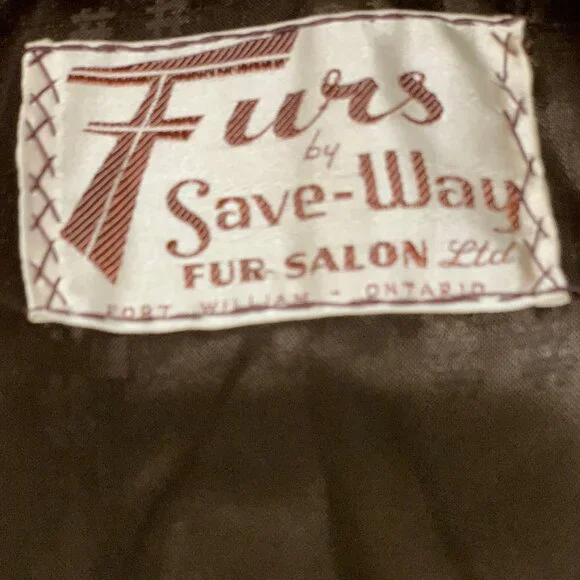 Furs
by
Save-Way
FUR SALON Ltd
FORT WILLIAM - ONTARIO